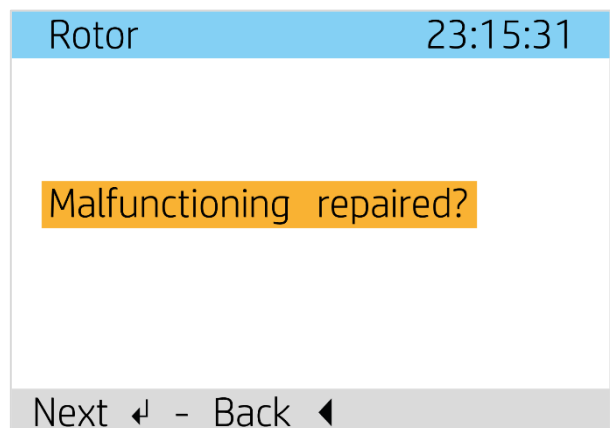 Rotor 23:15:31
Malfunctioning repaired?
Next ↲ - Back ◀